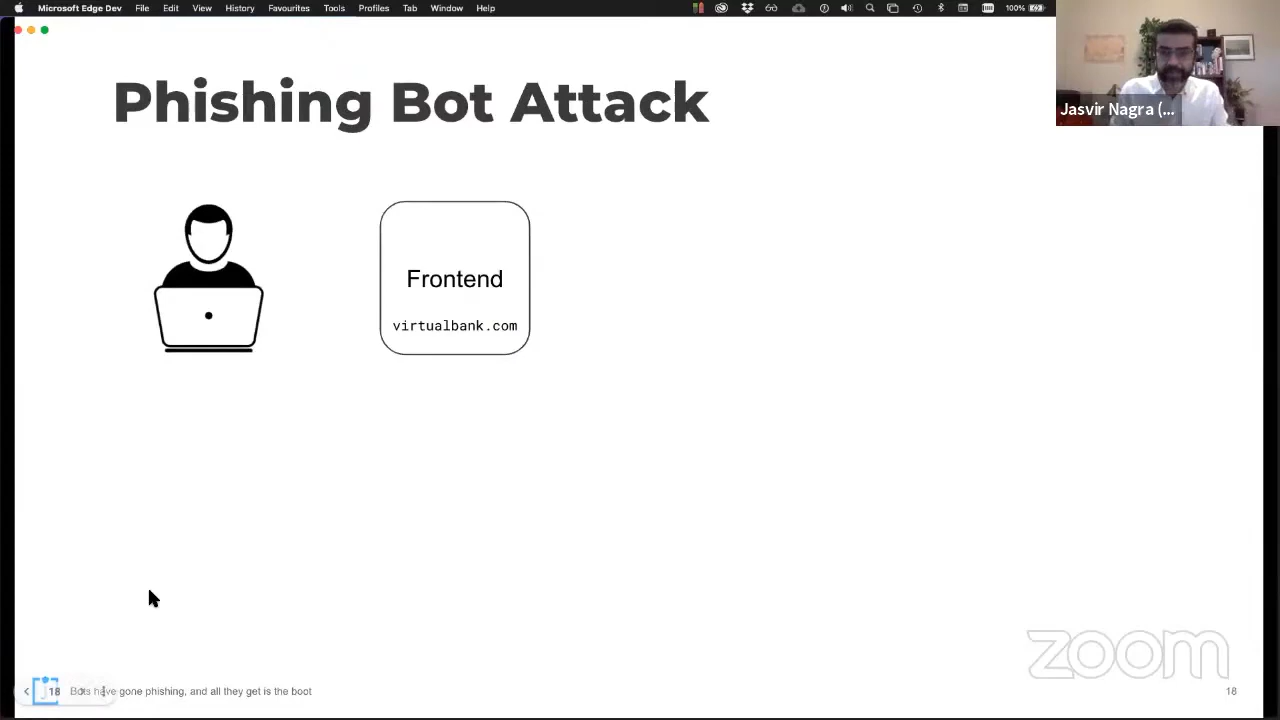 Microsoft Edge Dev File Edit View History Favourites Tools Profiles Tab Window Help 100%
Jasvir Nagra (...
Phishing Bot Attack
Frontend
virtualbank.com
zoom
18 Bots have gone phishing, and all they get is the boot
18